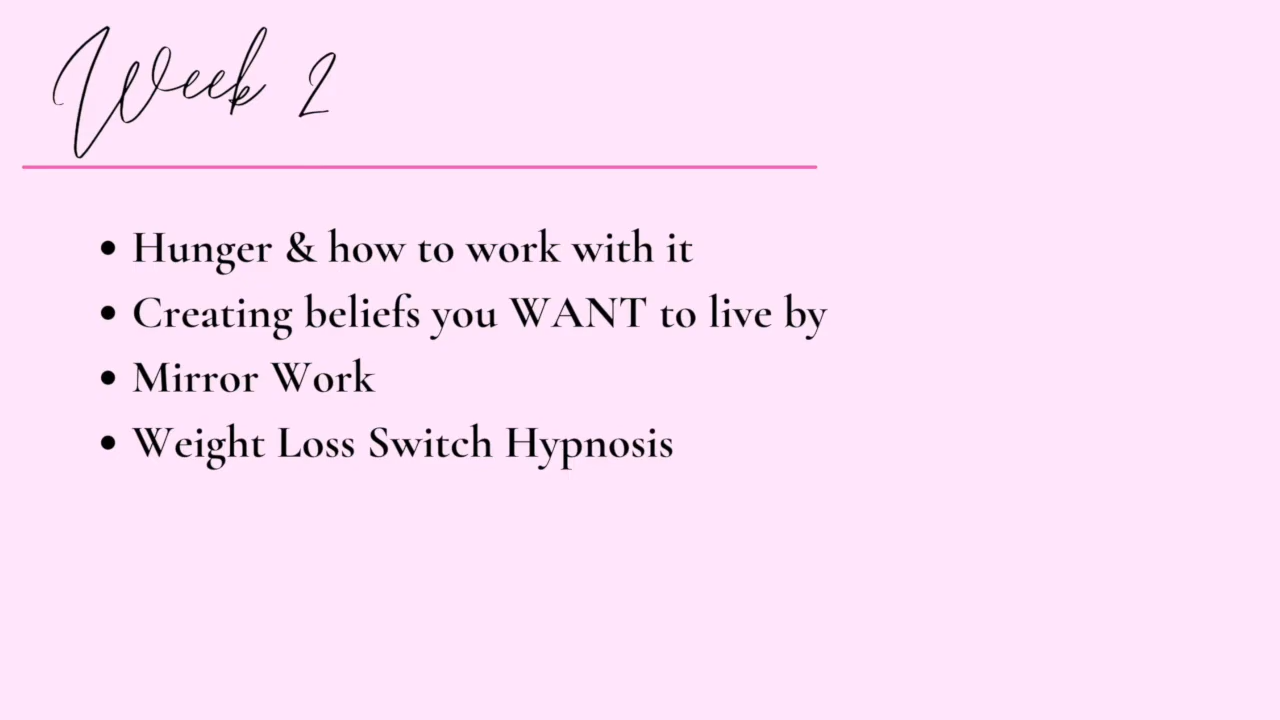 Week 2
• Hunger & how to work with it
• Creating beliefs you WANT to live by
• Mirror Work
• Weight Loss Switch Hypnosis